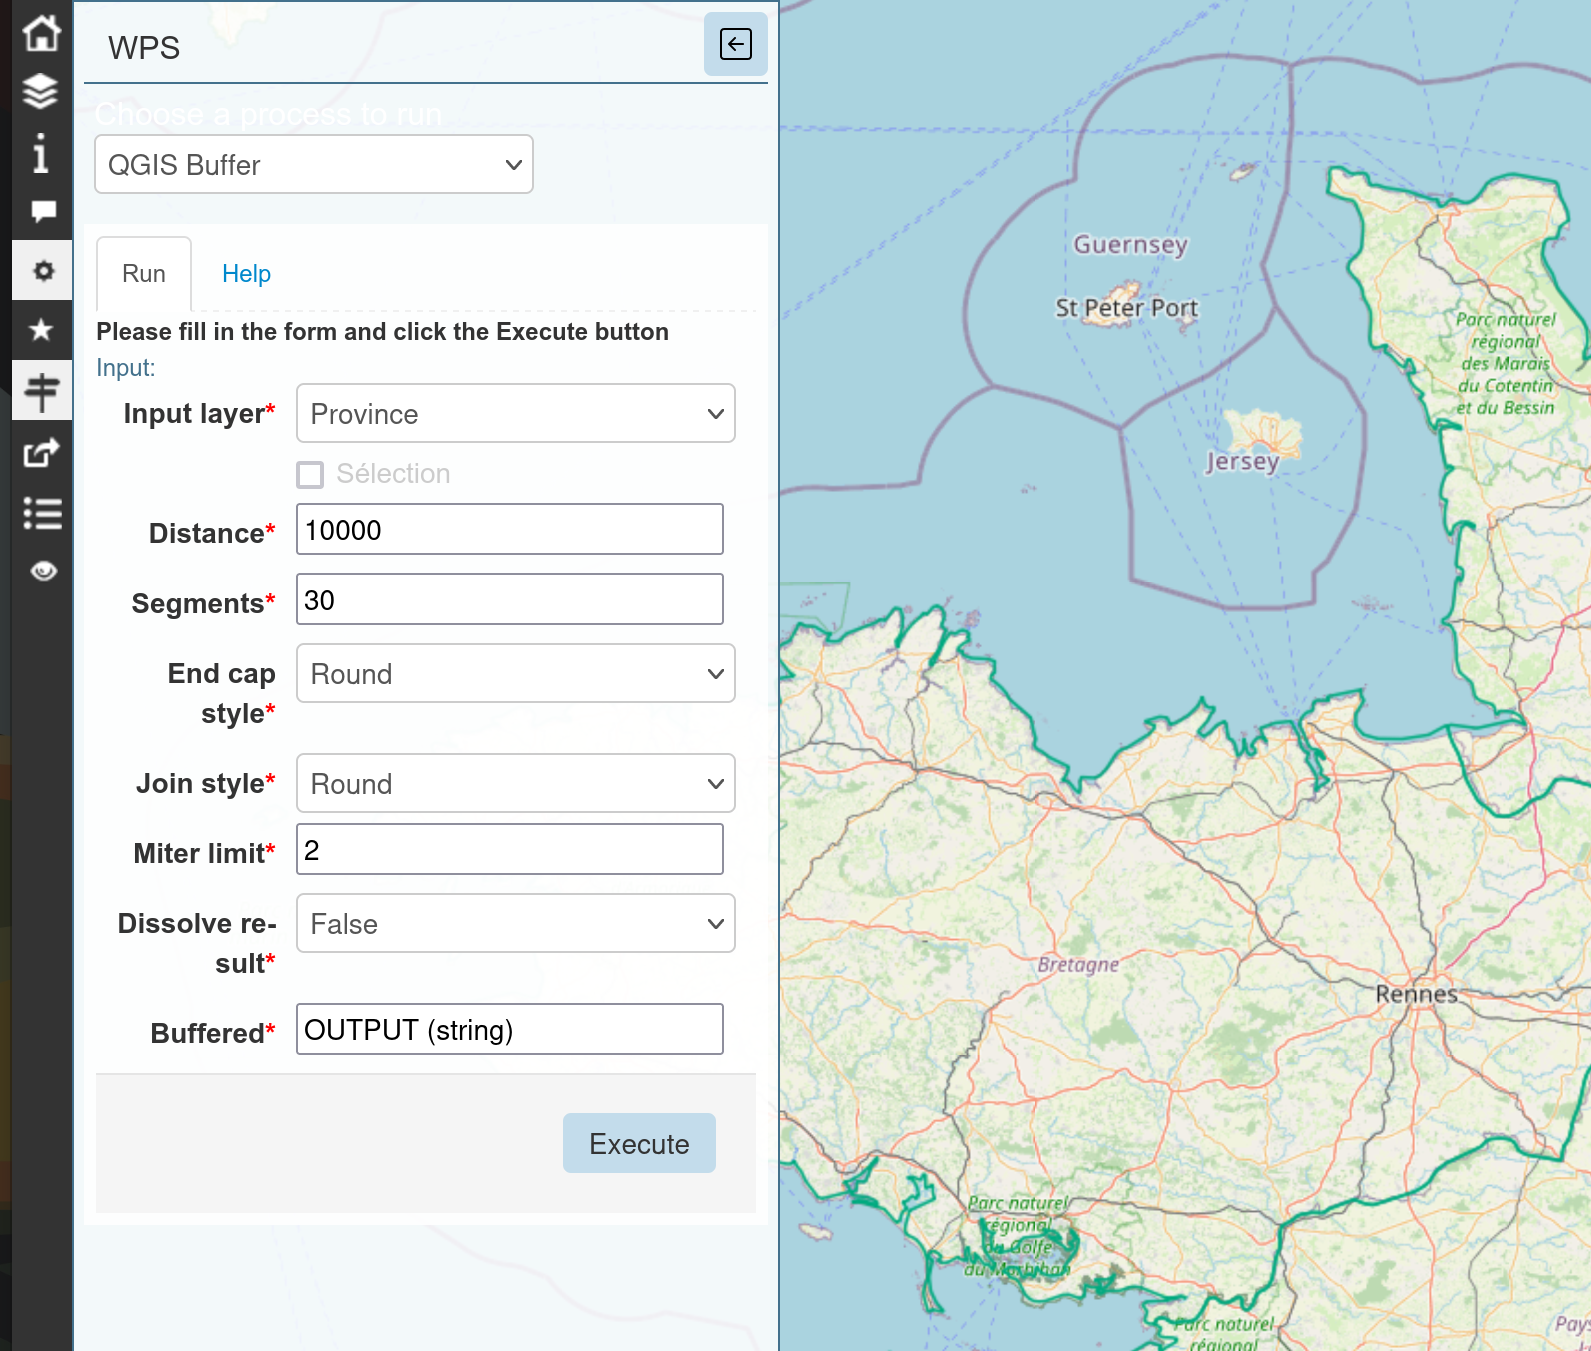 WPS
Choose a process to run
QGIS Buffer
Run
Help
Please fill in the form and click the Execute button
Input:
Input layer*
Province
Sélection
Distance*
10000
Segments*
30
End cap
style*
Round
Join style*
Round
Miter limit*
2
Dissolve re-
sult*
False
Buffered*
OUTPUT (string)
Execute
Guernsey
St Peter Port
Jersey
Parc naturel
régional
des Marais
du Cotentin
et du Bessin
Bretagne
Rennes
Parc naturel
régional
du Golfe
du Morbihan
Parc naturel
régional
Pays